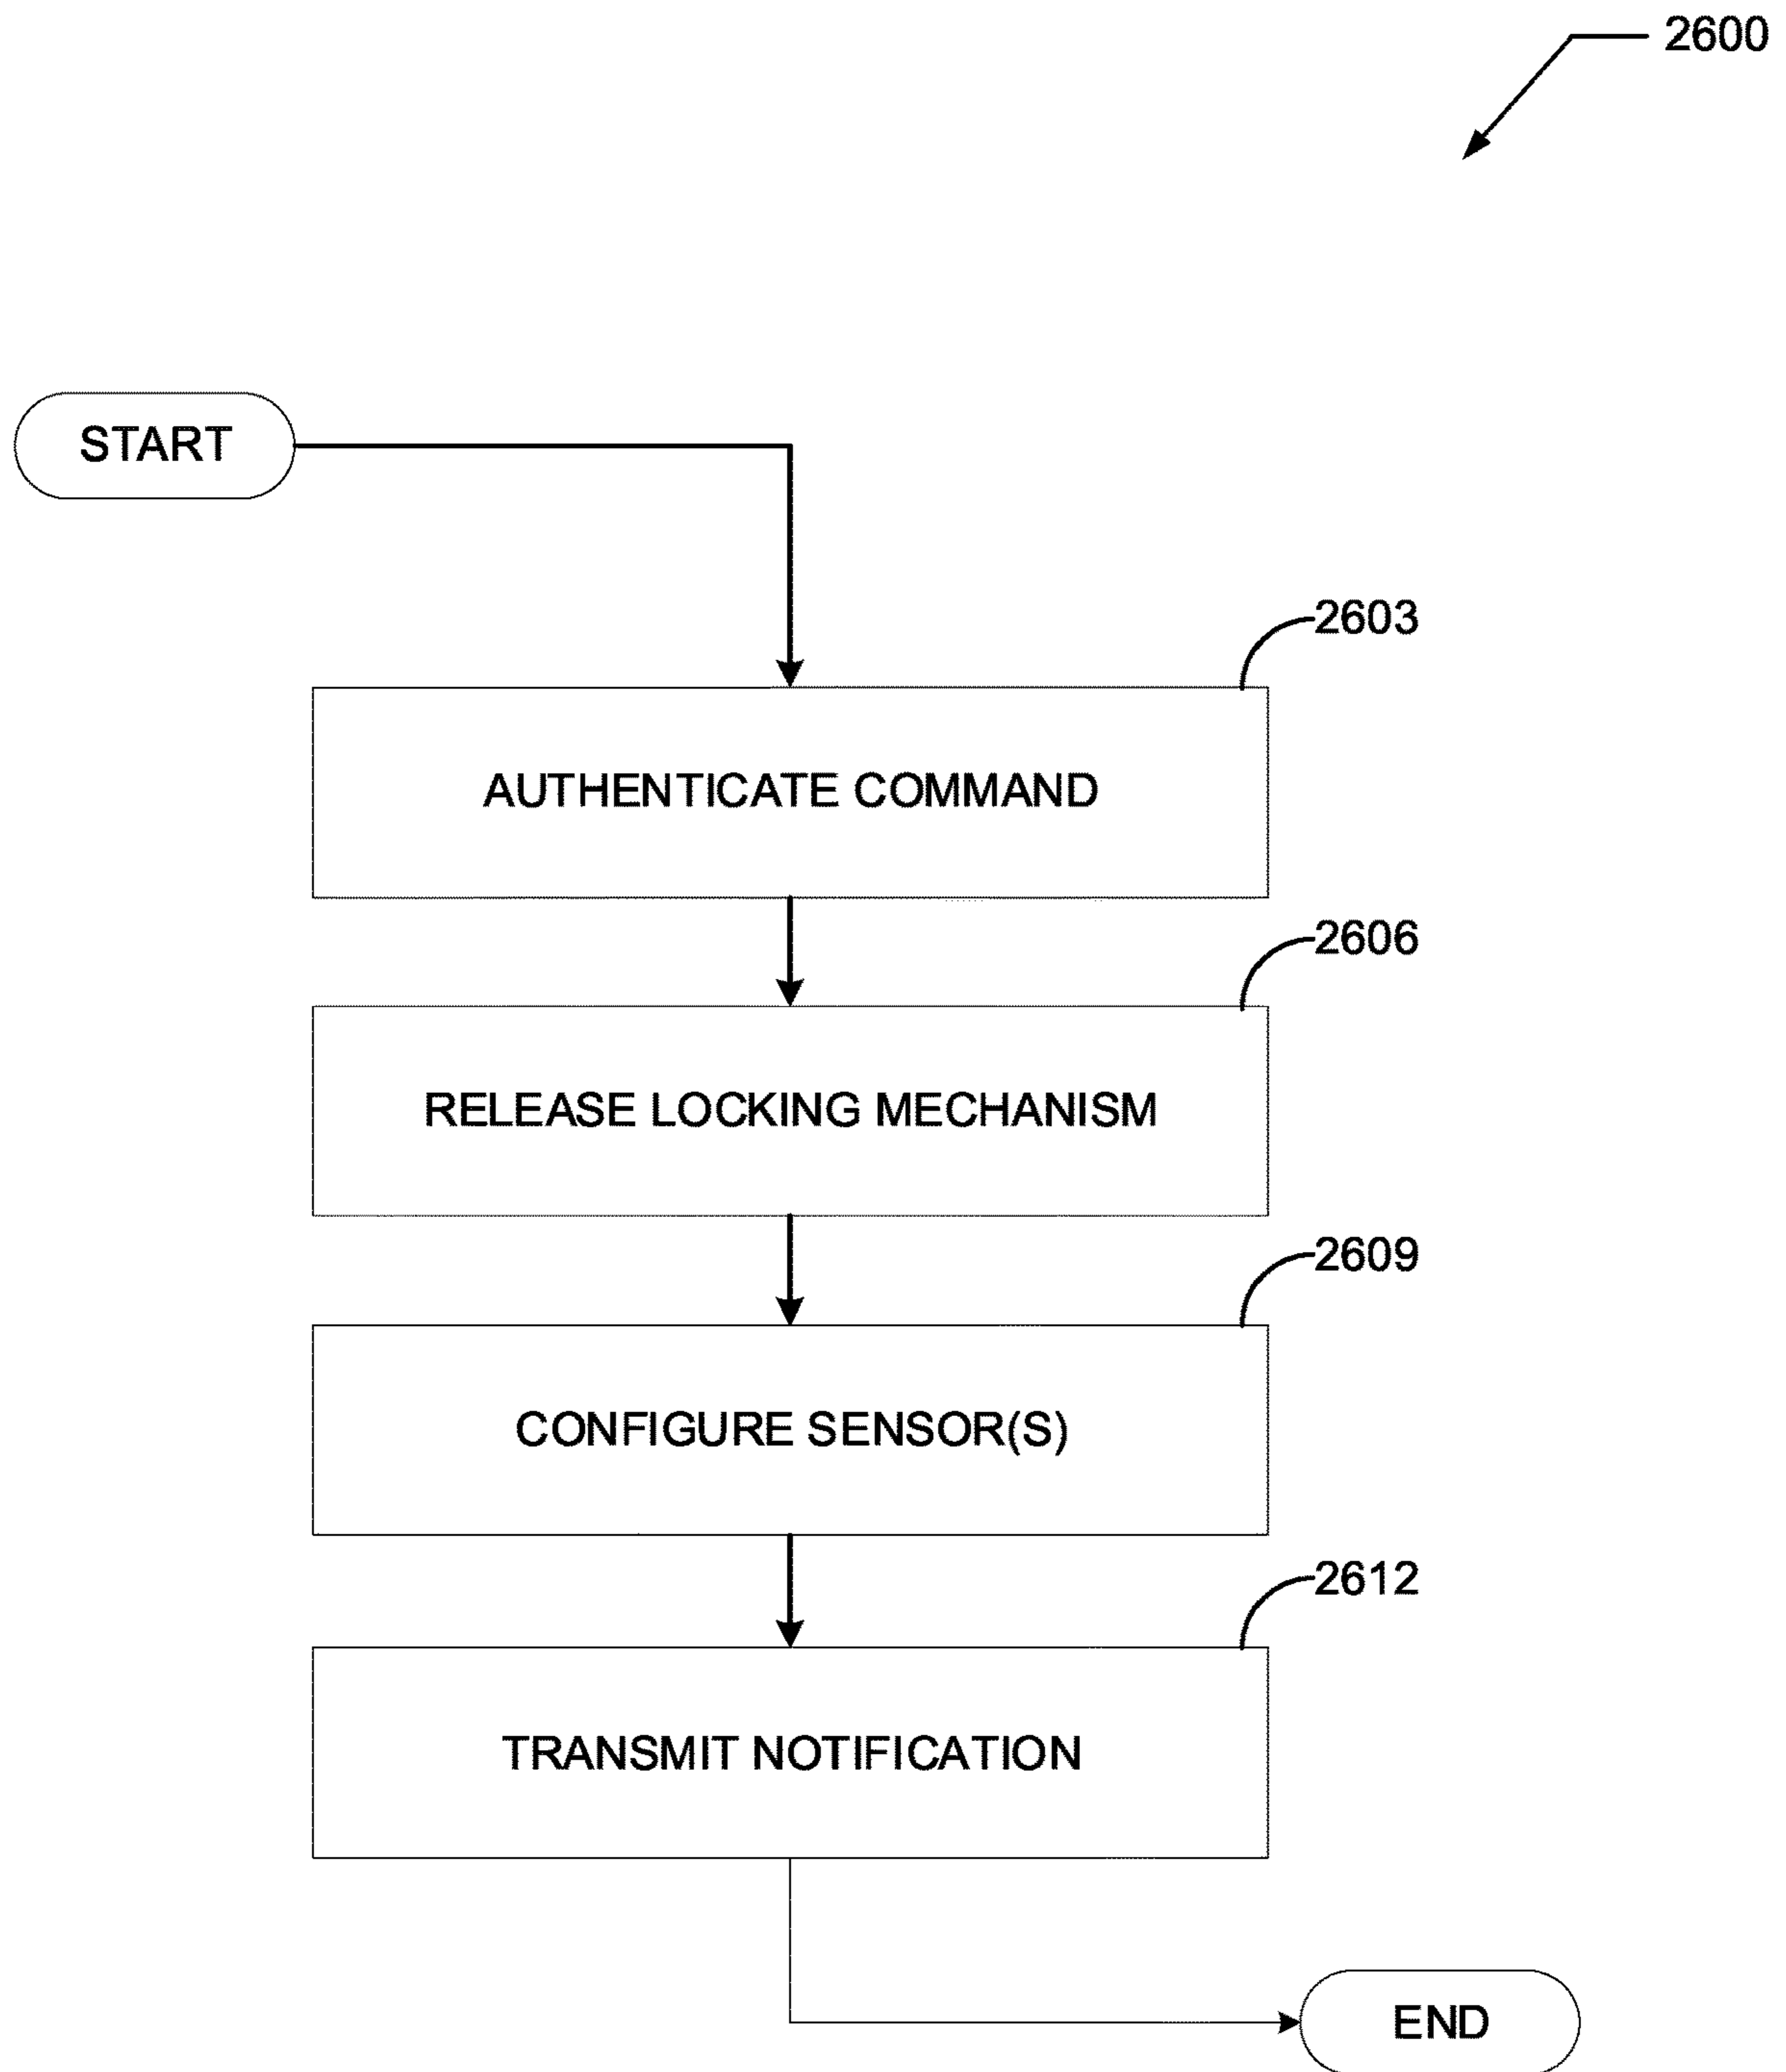 2600
START
2603
AUTHENTICATE COMMAND
2606
RELEASE LOCKING MECHANISM
2609
CONFIGURE SENSOR(S)
2612
TRANSMIT NOTIFICATION
END